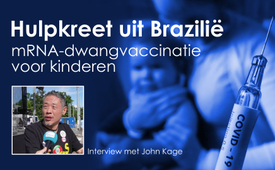 Hulpkreet uit Brazilië
mRNA-dwangvaccinatie
voor kinderen
Interview met John Kage
COVID-19